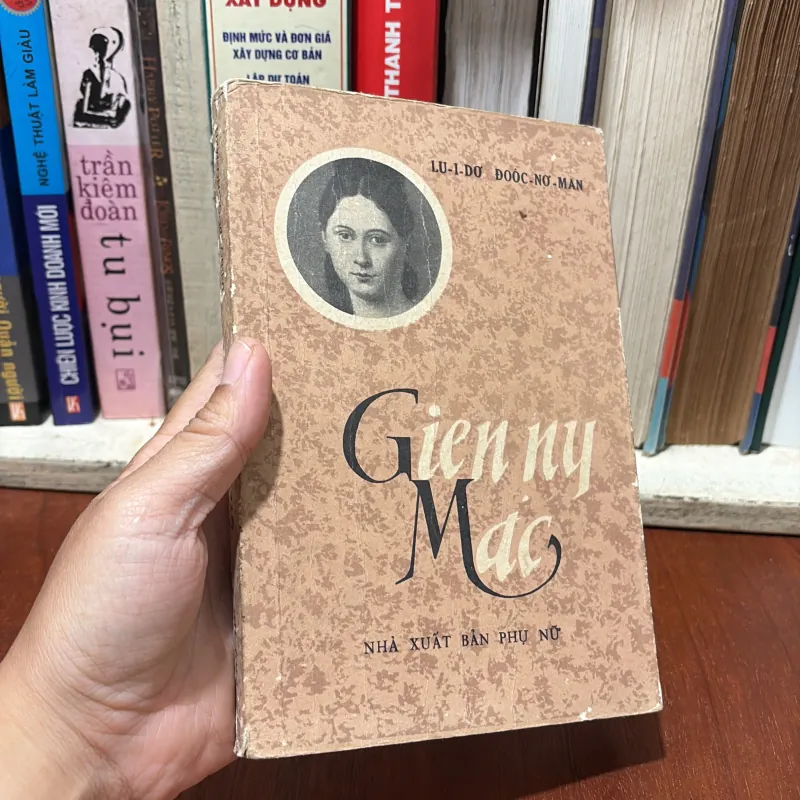 LU-I-DƠ ĐOÓC-NƠ-MAN
Gien ny
Mác
NHÀ XUẤT BẢN PHỤ NỮ
NGHỆ THUẬT LÀM GIÀU
CHIẾN LƯỢC KINH DOANH MỚI
trần
kiêm
đoàn
tu bụi
XÂY DỰNG
ĐỊNH MỨC VÀ ĐƠN GIÁ
XÂY DỰNG CƠ BẢN
LẬP DỰ TOÁN
THANH T